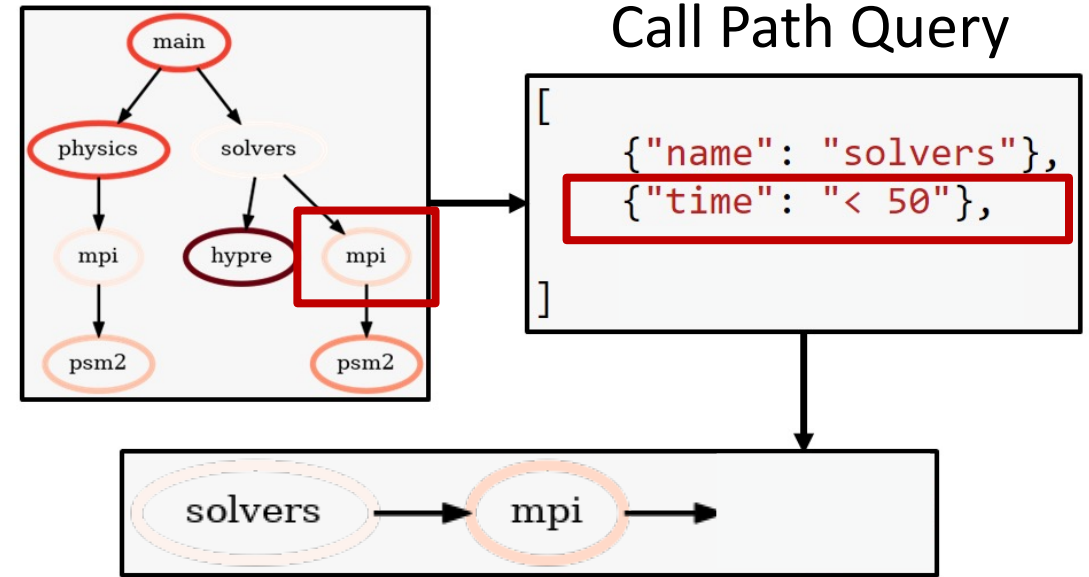 Call Path Query
main
physics
solvers
mpi
hypre
mpi
psm2
psm2
[
{"name": "solvers"},
{"time": "< 50"},
]
solvers
mpi